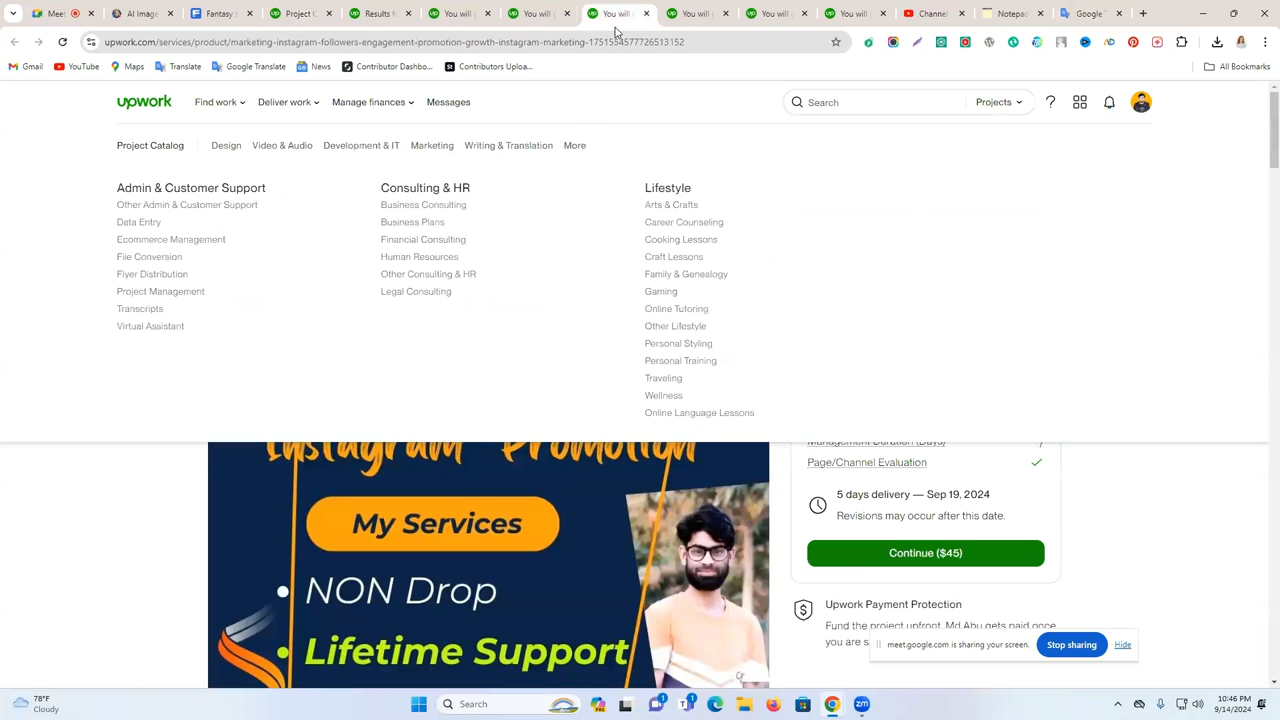 Meet
Fantasy
Project C
Results f
You will
You will
You will
You will
You will
You will
Channel
Notepad
Google
upwork.com/services/product/marketing-instagram-followers-engagement-promotion-growth-instagram-marketing-1751554577726513152
Gmail
YouTube
Maps
Translate
Google Translate
News
Contributor Dashbo...
Contributors Uploa...
All Bookmarks
upwork
Find work
Deliver work
Manage finances
Messages
Search
Projects
Project Catalog
Design
Video & Audio
Development & IT
Marketing
Writing & Translation
More
Admin & Customer Support
Other Admin & Customer Support
Data Entry
Ecommerce Management
File Conversion
Flyer Distribution
Project Management
Transcripts
Virtual Assistant
Consulting & HR
Business Consulting
Business Plans
Financial Consulting
Human Resources
Other Consulting & HR
Legal Consulting
Lifestyle
Arts & Crafts
Career Counseling
Cooking Lessons
Craft Lessons
Family & Genealogy
Gaming
Online Tutoring
Other Lifestyle
Personal Styling
Personal Training
Traveling
Wellness
Online Language Lessons
Instagram Promotion
My Services
• NON Drop
• Lifetime Support
Management Duration (Days)
Page/Channel Evaluation
5 days delivery — Sep 19, 2024
Revisions may occur after this date.
Continue ($45)
Upwork Payment Protection
Fund the project upfront. Md Abu gets paid once
you are s
meet.google.com is sharing your screen.
Stop sharing
Hide
78°F
Cloudy
Search
10:46 PM
9/14/2024